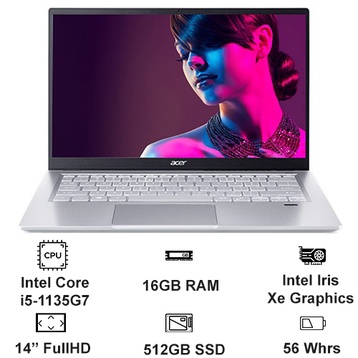 acer
CPU
Intel Core
i5-1135G7
16GB RAM
Intel Iris
Xe Graphics
14” FullHD
512GB SSD
56 Whrs